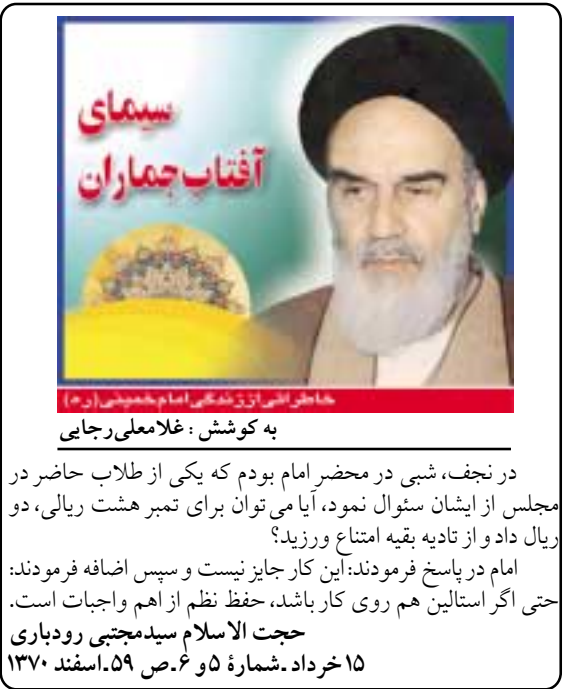 سیمای
آفتاب جماران
خاطراتی از زندگی امام خمینی (ره)
به کوشش : غلامعلی رجایی
در نجف، شبی در محضر امام بودم که یکی از طلاب حاضر در
مجلس از ایشان سئوال نمود، آیا می توان برای تمبر هشت ریالی، دو
ریال داد و از تادیه بقیه امتناع ورزید؟
امام در پاسخ فرمودند: این کار جایز نیست و سپس اضافه فرمودند:
حتی اگر استالین هم روی کار باشد، حفظ نظم از اهم واجبات است.
حجت الاسلام سیدمجتبی رودباری
۱۵ خرداد ـ شمارۀ ۵ و ۶ ـ ص ۵۹ ـ اسفند ۱۳۷۰